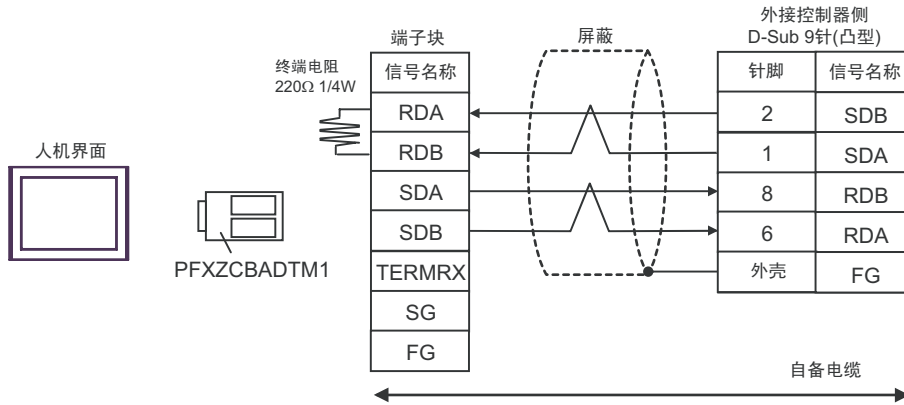 外接控制器侧
端子块 屏蔽 D-Sub 9针(凸型)
终端电阻 信号名称 针脚 信号名称
220Ω 1/4W
RDA 2 SDB
RDB 1 SDA
人机界面
SDA 8 RDB
SDB 6 RDA
PFXZCBADTM1 TERMRX 外壳 FG
SG
FG
自备电缆